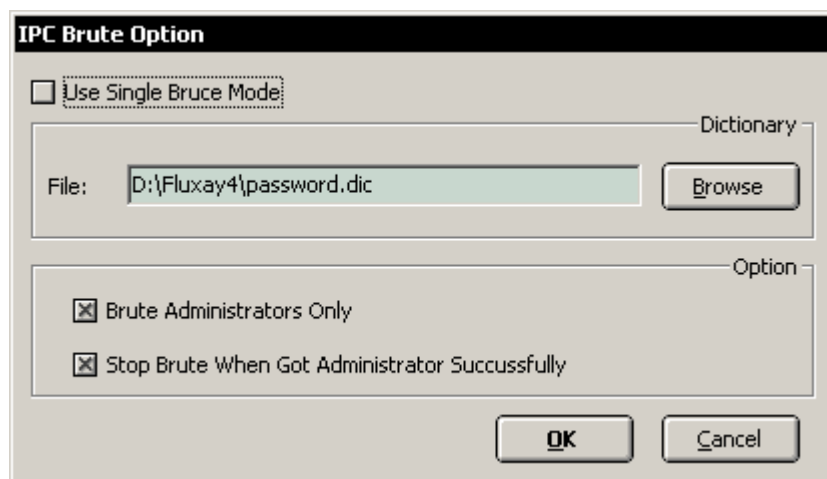 IPC Brute Option
Use Single Bruce Mode
Dictionary
File: D:\Fluxay4\password.dic Browse
Option
Brute Administrators Only
Stop Brute When Got Administrator Succussfully
OK Cancel